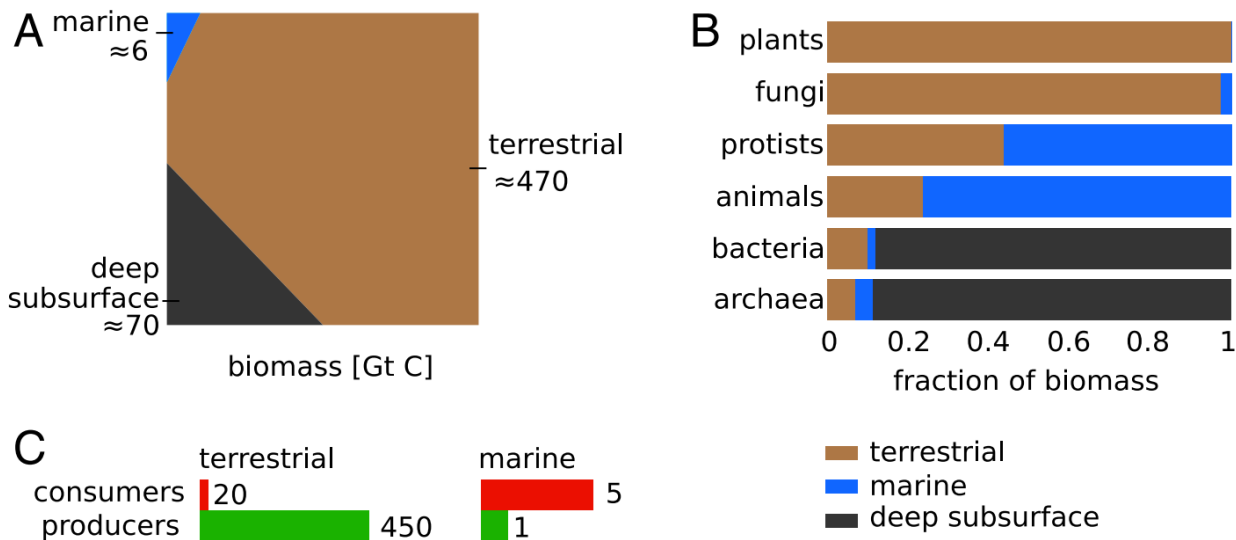 A
marine
≈6
terrestrial
≈470
deep
subsurface
≈70
biomass [Gt C]
B
plants
fungi
protists
animals
bacteria
archaea
0 0.2 0.4 0.6 0.8 1
fraction of biomass
C
terrestrial marine
consumers 20 5
producers 450 1
terrestrial
marine
deep subsurface